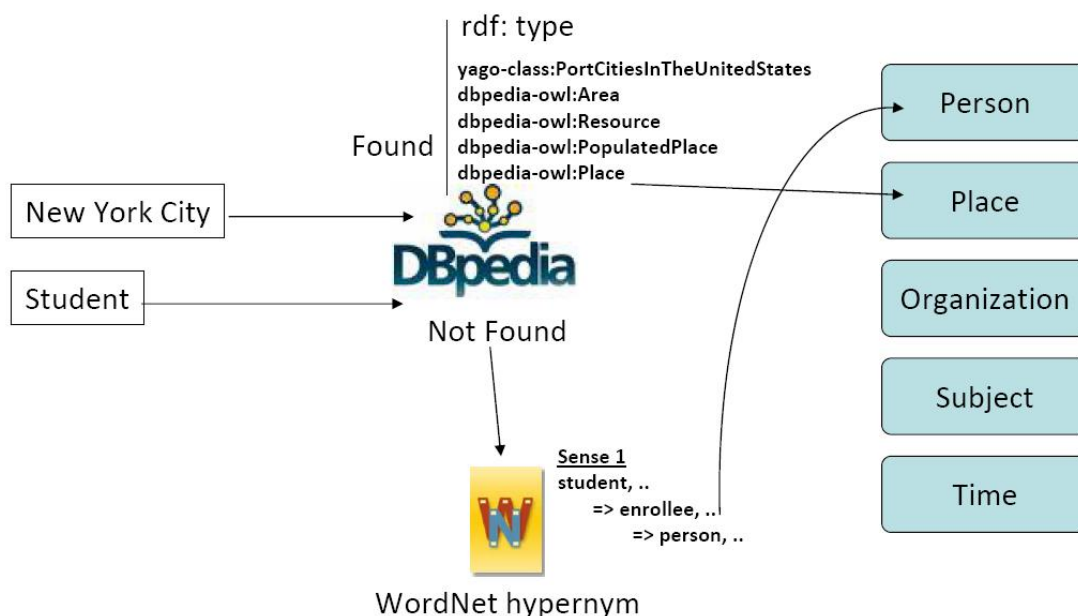 rdf: type
yago-class:PortCitiesInTheUnitedStates
dbpedia-owl:Area
dbpedia-owl:Resource
dbpedia-owl:PopulatedPlace
dbpedia-owl:Place
Found
New York City
Student
DBpedia
Not Found
Sense 1
student, ..
=> enrollee, ..
=> person, ..
WN
WordNet hypernym
Person
Place
Organization
Subject
Time